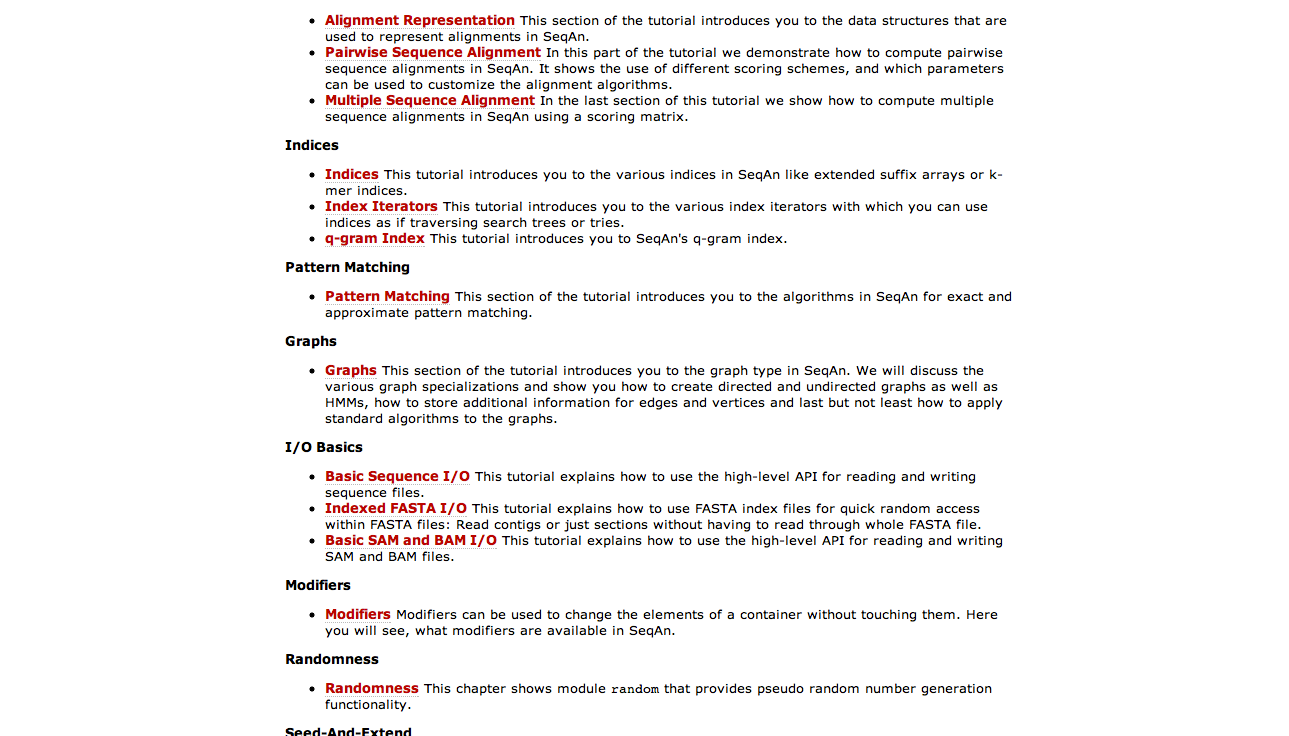 Alignment Representation This section of the tutorial introduces you to the data structures that are
used to represent alignments in SeqAn.
Pairwise Sequence Alignment In this part of the tutorial we demonstrate how to compute pairwise
sequence alignments in SeqAn. It shows the use of different scoring schemes, and which parameters
can be used to customize the alignment algorithms.
Multiple Sequence Alignment In the last section of this tutorial we show how to compute multiple
sequence alignments in SeqAn using a scoring matrix.
Indices
Indices This tutorial introduces you to the various indices in SeqAn like extended suffix arrays or k-
mer indices.
Index Iterators This tutorial introduces you to the various index iterators with which you can use
indices as if traversing search trees or tries.
q-gram Index This tutorial introduces you to SeqAn's q-gram index.
Pattern Matching
Pattern Matching This section of the tutorial introduces you to the algorithms in SeqAn for exact and
approximate pattern matching.
Graphs
Graphs This section of the tutorial introduces you to the graph type in SeqAn. We will discuss the
various graph specializations and show you how to create directed and undirected graphs as well as
HMMs, how to store additional information for edges and vertices and last but not least how to apply
standard algorithms to the graphs.
I/O Basics
Basic Sequence I/O This tutorial explains how to use the high-level API for reading and writing
sequence files.
Indexed FASTA I/O This tutorial explains how to use FASTA index files for quick random access
within FASTA files: Read contigs or just sections without having to read through whole FASTA file.
Basic SAM and BAM I/O This tutorial explains how to use the high-level API for reading and writing
SAM and BAM files.
Modifiers
Modifiers Modifiers can be used to change the elements of a container without touching them. Here
you will see, what modifiers are available in SeqAn.
Randomness
Randomness This chapter shows module random that provides pseudo random number generation
functionality.
Seed-And-Extend